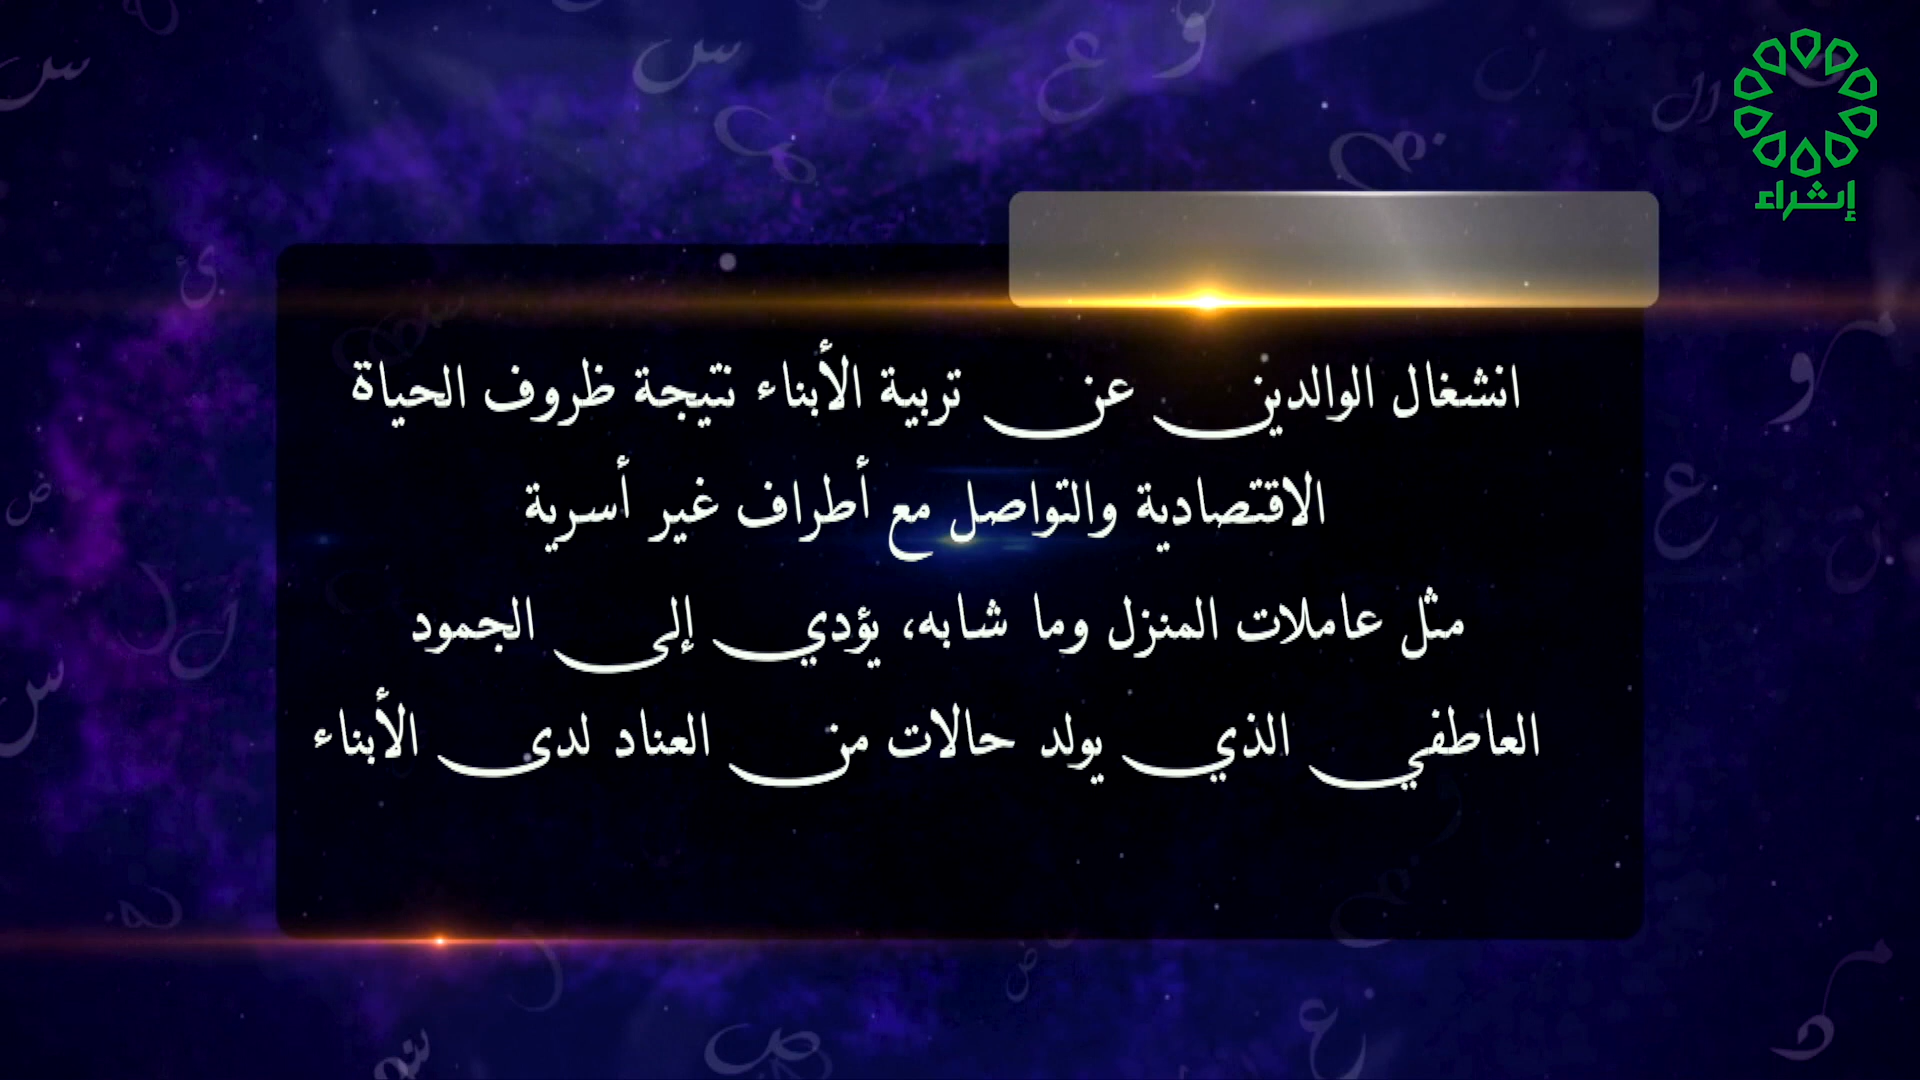 إثراء
انشغال الوالدين عن تربية الأبناء نتيجة ظروف الحياة
الاقتصادية والتواصل مع أطراف غير أسرية
مثل عاملات المنزل وما شابه، يؤدي إلى الجمود
العاطفي الذي يولد حالات من العناد لدى الأبناء